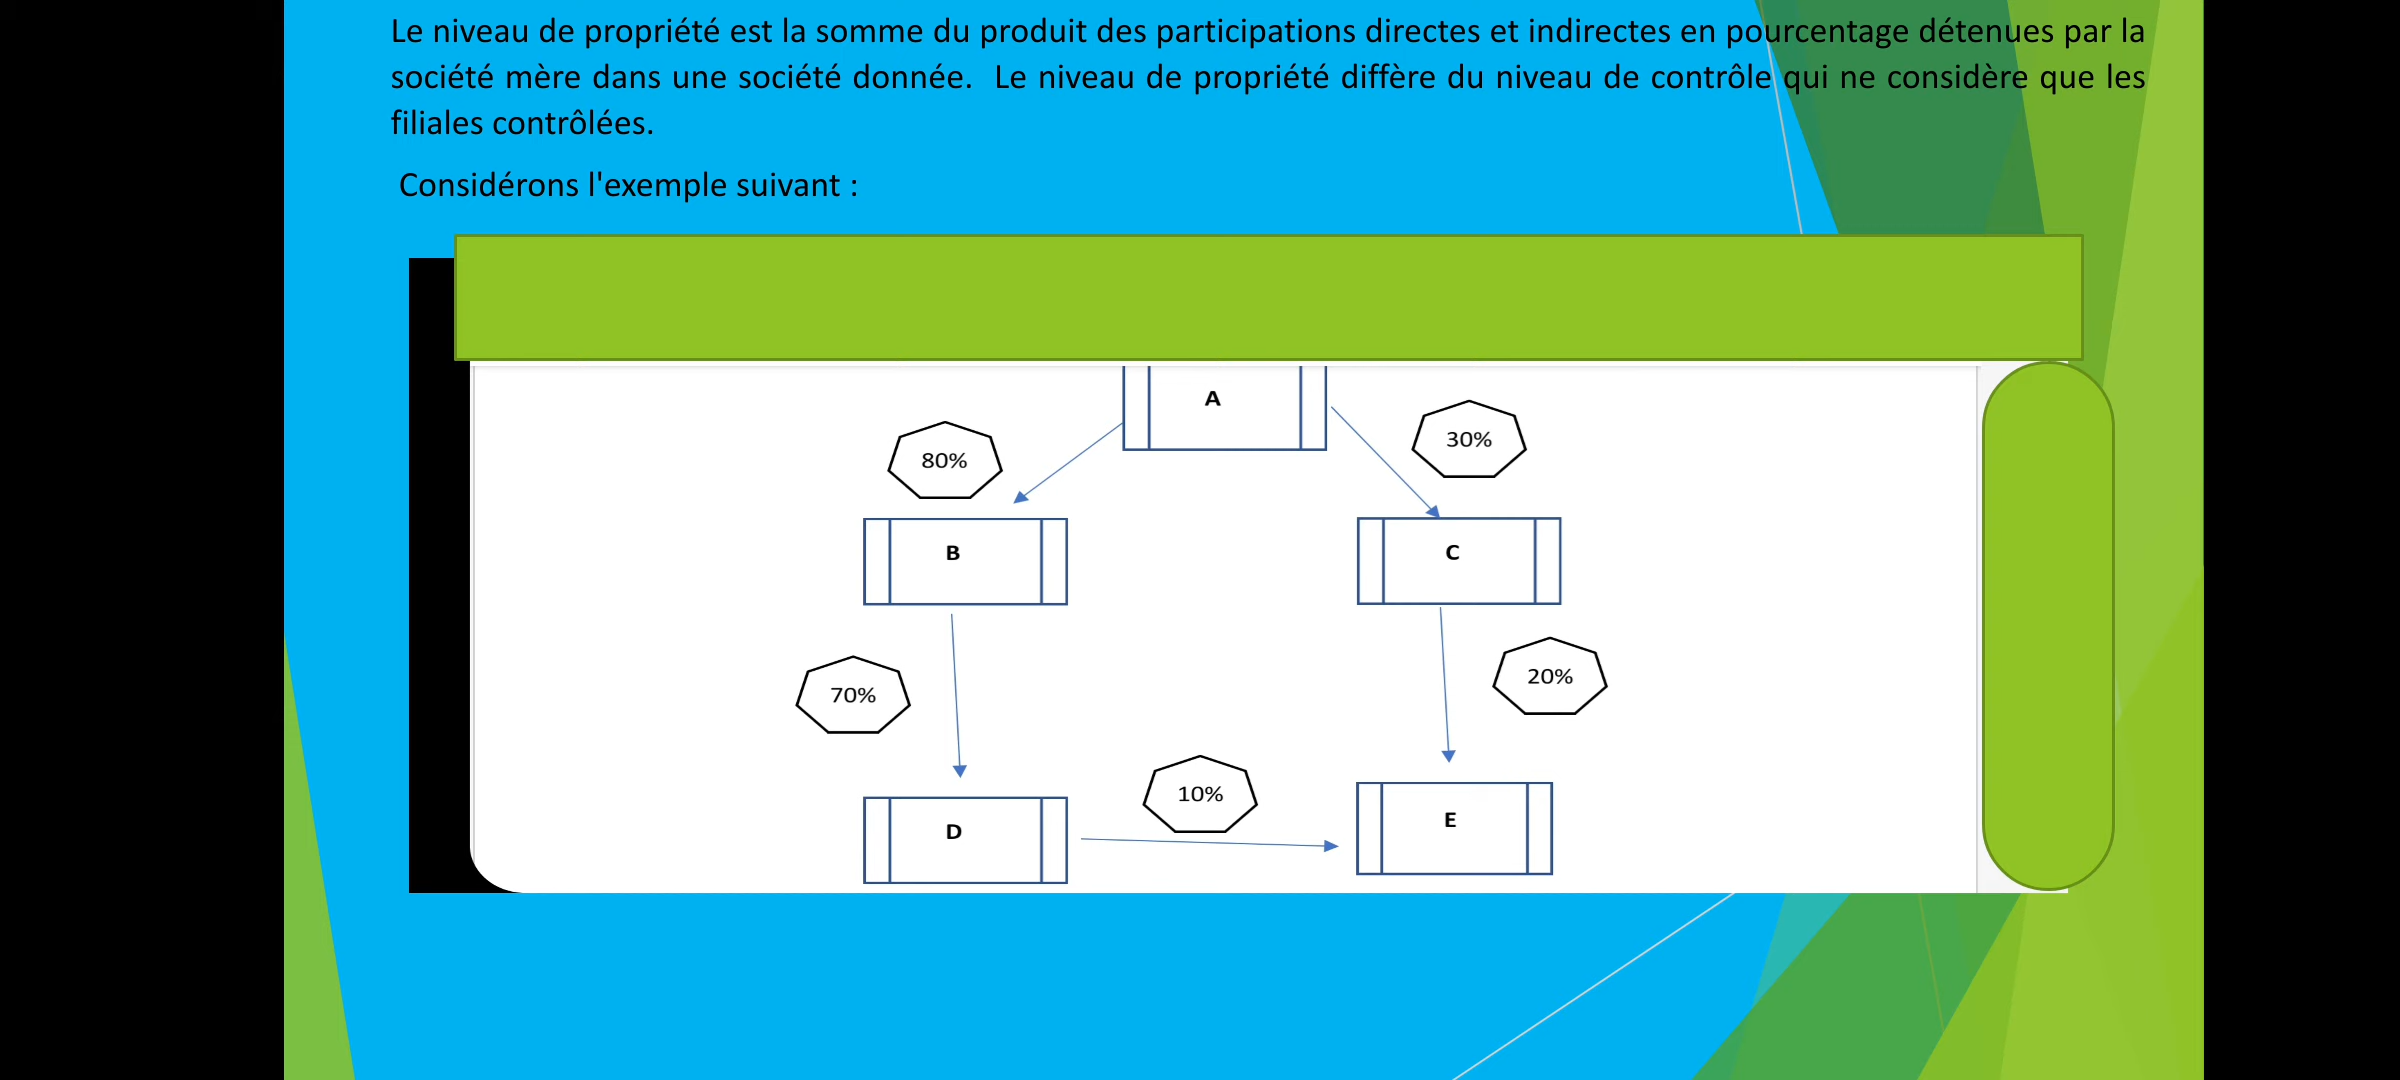 Le niveau de propriété est la somme du produit des participations directes et indirectes en pourcentage détenues par la
société mère dans une société donnée. Le niveau de propriété diffère du niveau de contrôle qui ne considère que les
filiales contrôlées.
Considérons l'exemple suivant :
A
30%
80%
B
C
70%
20%
10%
D
E